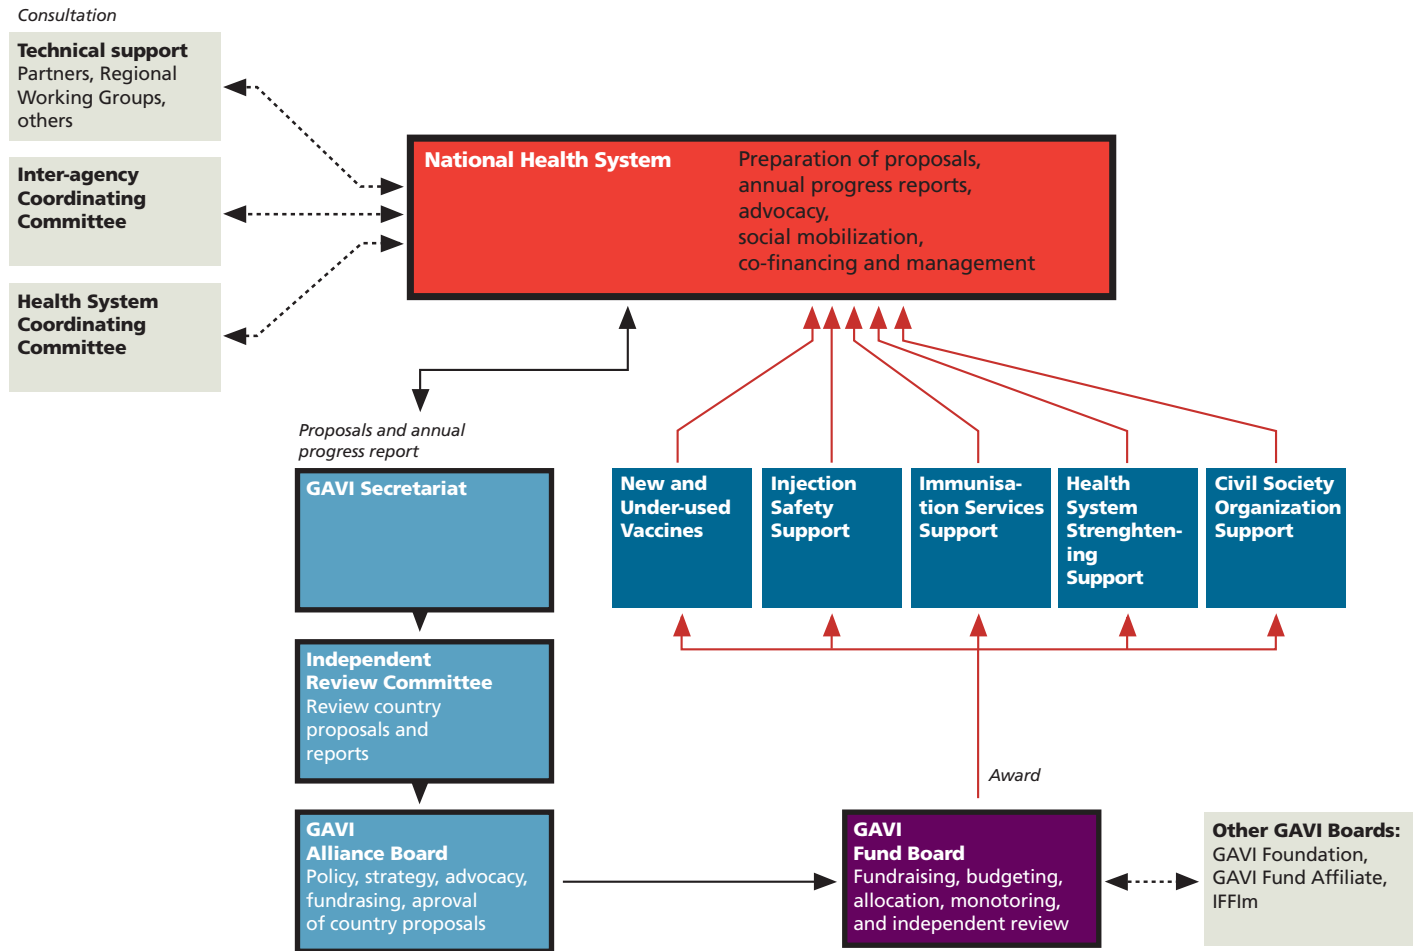 Consultation
Technical support
Partners, Regional
Working Groups,
others
Inter-agency
Coordinating
Committee
Health System
Coordinating
Committee
National Health System
Preparation of proposals,
annual progress reports,
advocacy,
social mobilization,
co-financing and management
Proposals and annual
progress report
GAVI Secretariat
Independent
Review Committee
Review country
proposals and
reports
GAVI
Alliance Board
Policy, strategy, advocacy,
fundrasing, aproval
of country proposals
New and
Under-used
Vaccines
Injection
Safety
Support
Immunisa-
tion Services
Support
Health
System
Strenghten-
ing
Support
Civil Society
Organization
Support
Award
GAVI
Fund Board
Fundraising, budgeting,
allocation, monotoring,
and independent review
Other GAVI Boards:
GAVI Foundation,
GAVI Fund Affiliate,
IFFIm